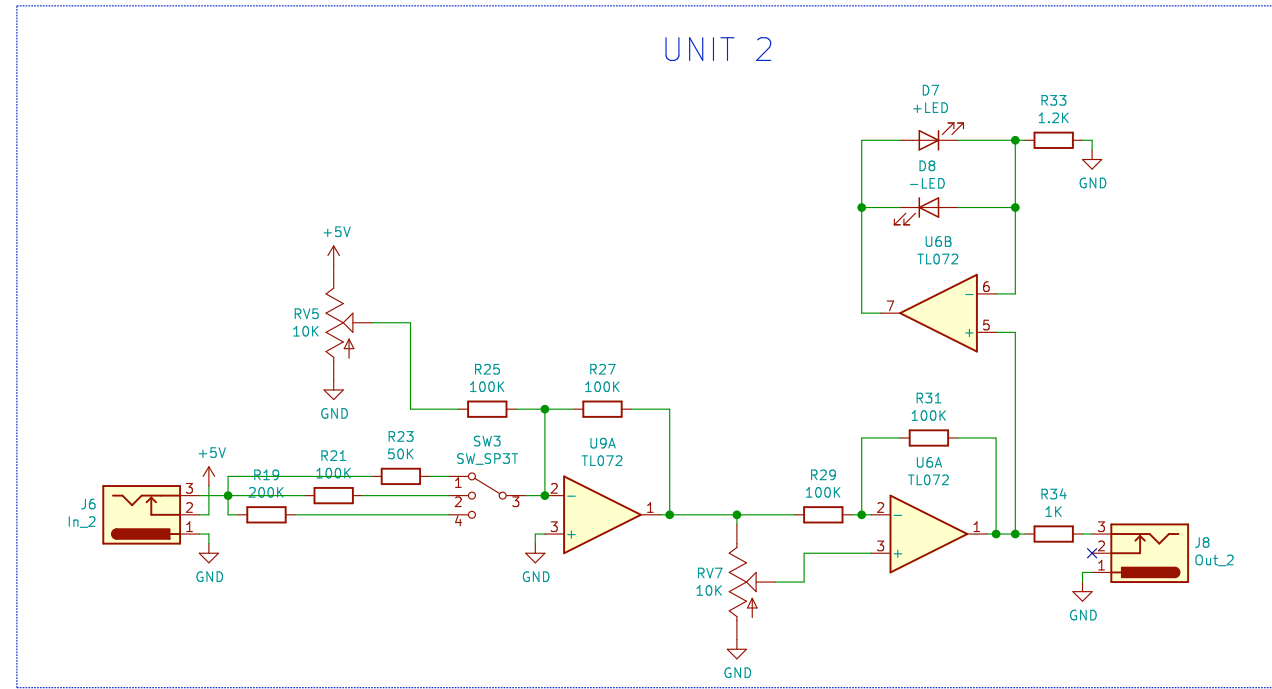 UNIT 2
D7
+LED
R33
1.2K
GND
D8
-LED
U6B
TL072
7
6
5
-
+
+5V
RV5
10K
GND
R25
100K
R27
100K
R31
100K
U6A
TL072
+5V
R19
200K
R21
100K
R23
50K
SW3
SW_SP3T
1
2
4
3
U9A
TL072
2
3
1
-
+
GND
J6
In_2
3
2
1
GND
R29
100K
2
3
1
-
+
RV7
10K
GND
R34
1K
3
2
1
J8
Out_2
GND